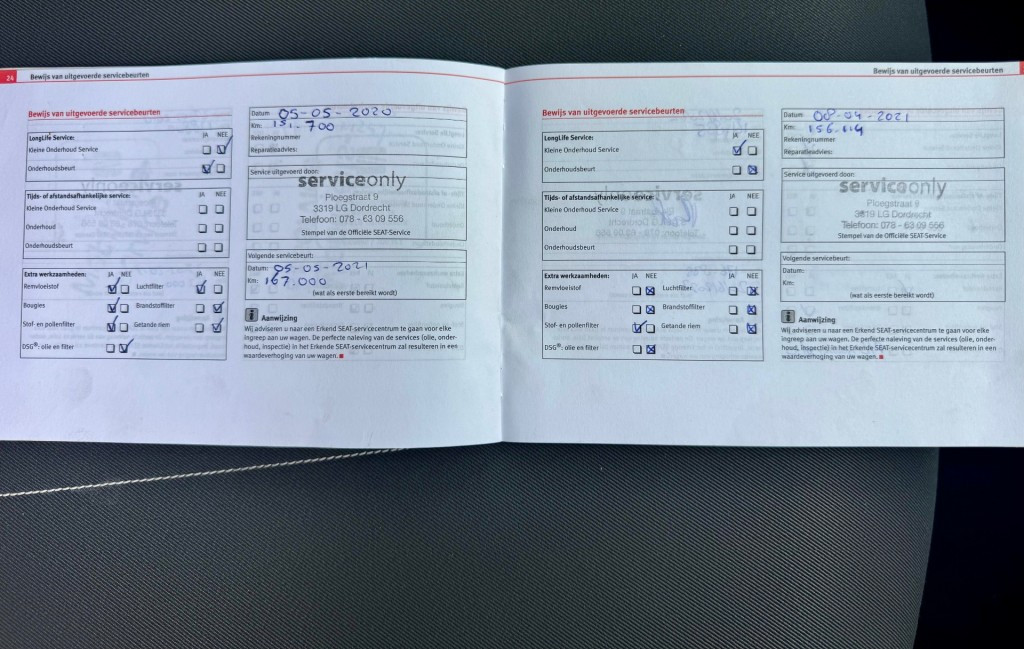 24 Bewijs van uitgevoerde servicebeurten
Bewijs van uitgevoerde servicebeurten
LongLife Service: JA NEE
Kleine Onderhoud Service
Onderhoudsbeurt
Tijds- of afstandsafhankelijke service: JA NEE
Kleine Onderhoud Service
Onderhoud
Onderhoudsbeurt
Extra werkzaamheden: JA NEE JA NEE
Remvloeistof Luchtfilter
Bougies Brandstoffilter
Stof- en pollenfilter Getande riem
DSG®: olie en filter
Datum 05-05-2020
Km: 151.700
Rekeningnummer
Reparatieadvies:
Service uitgevoerd door:
serviceonly
Ploegstraat 9
3319 LG Dordrecht
Telefoon: 078 - 63 09 556
Stempel van de Officiële SEAT-Service
Volgende servicebeurt:
Datum: 05-05-2021
Km: 167.000
(wat als eerste bereikt wordt)
Aanwijzing
Wij adviseren u naar een Erkend SEAT-servicecentrum te gaan voor elke
ingreep aan uw wagen. De perfecte naleving van de services (olie, onder-
houd, inspectie) in het Erkende SEAT-servicecentrum zal resulteren in een
waardeverhoging van uw wagen.
Bewijs van uitgevoerde servicebeurten
Bewijs van uitgevoerde servicebeurten
LongLife Service: JA NEE
Kleine Onderhoud Service
Onderhoudsbeurt
Tijds- of afstandsafhankelijke service: JA NEE
Kleine Onderhoud Service
Onderhoud
Onderhoudsbeurt
Extra werkzaamheden: JA NEE JA NEE
Remvloeistof Luchtfilter
Bougies Brandstoffilter
Stof- en pollenfilter Getande riem
DSG®: olie en filter
Datum 08-04-2021
Km: 156.614
Rekeningnummer
Reparatieadvies:
Service uitgevoerd door:
serviceonly
Ploegstraat 9
3319 LG Dordrecht
Telefoon: 078 - 63 09 556
Stempel van de Officiële SEAT-Service
Volgende servicebeurt:
Datum:
Km:
(wat als eerste bereikt wordt)
Aanwijzing
Wij adviseren u naar een Erkend SEAT-servicecentrum te gaan voor elke
ingreep aan uw wagen. De perfecte naleving van de services (olie, onder-
houd, inspectie) in het Erkende SEAT-servicecentrum zal resulteren in een
waardeverhoging van uw wagen.